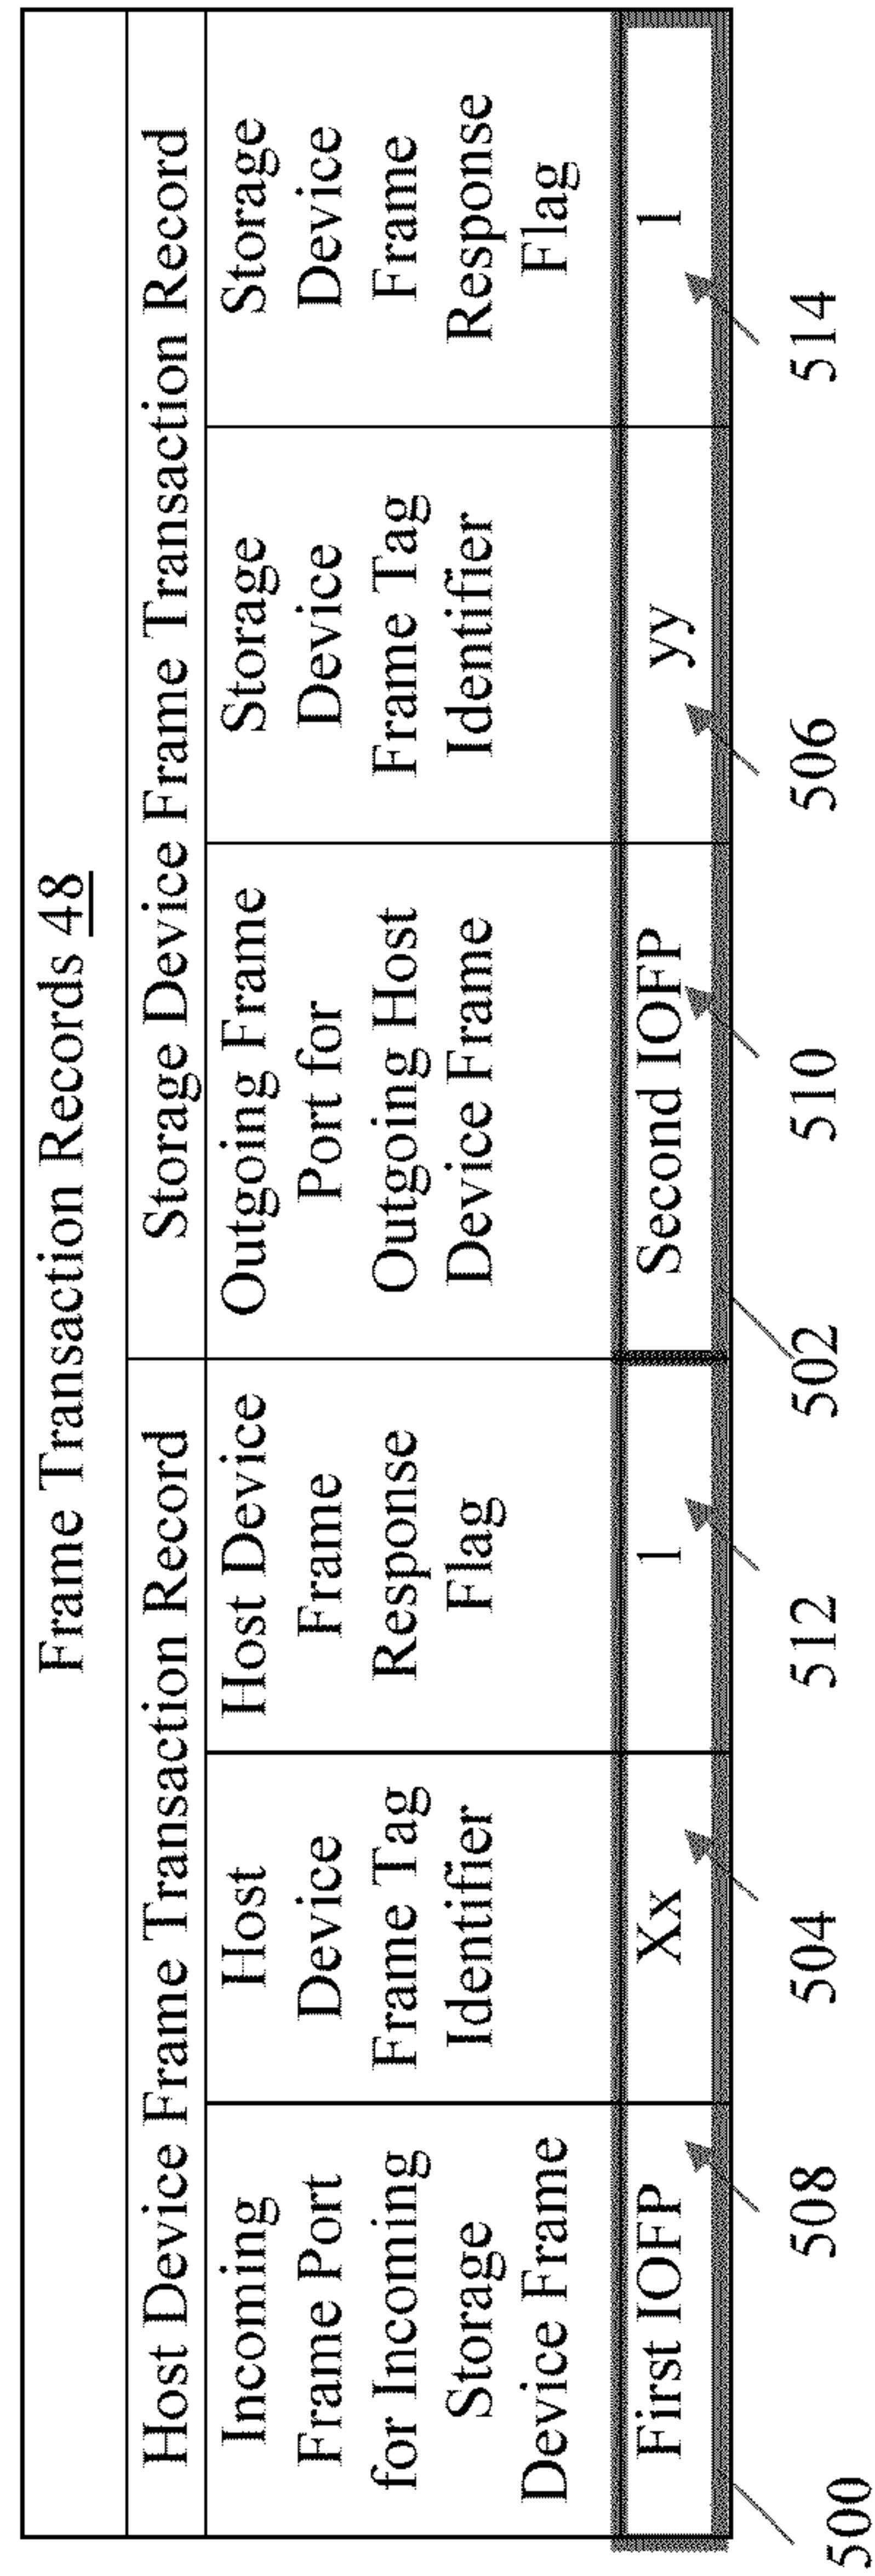 Frame Transaction Records 48
Host Device Frame Transaction Record
Storage Device Frame Transaction Record
Incoming
Frame Port
for Incoming
Storage
Device Frame
Host
Device
Frame Tag
Identifier
Host Device
Frame
Response
Flag
Outgoing Frame
Port for
Outgoing Host
Device Frame
Storage
Device
Frame Tag
Identifier
Storage
Device
Frame
Response
Flag
First IOFP
Xx
1
Second IOFP
yy
1
500
508
504
512
502
510
506
514